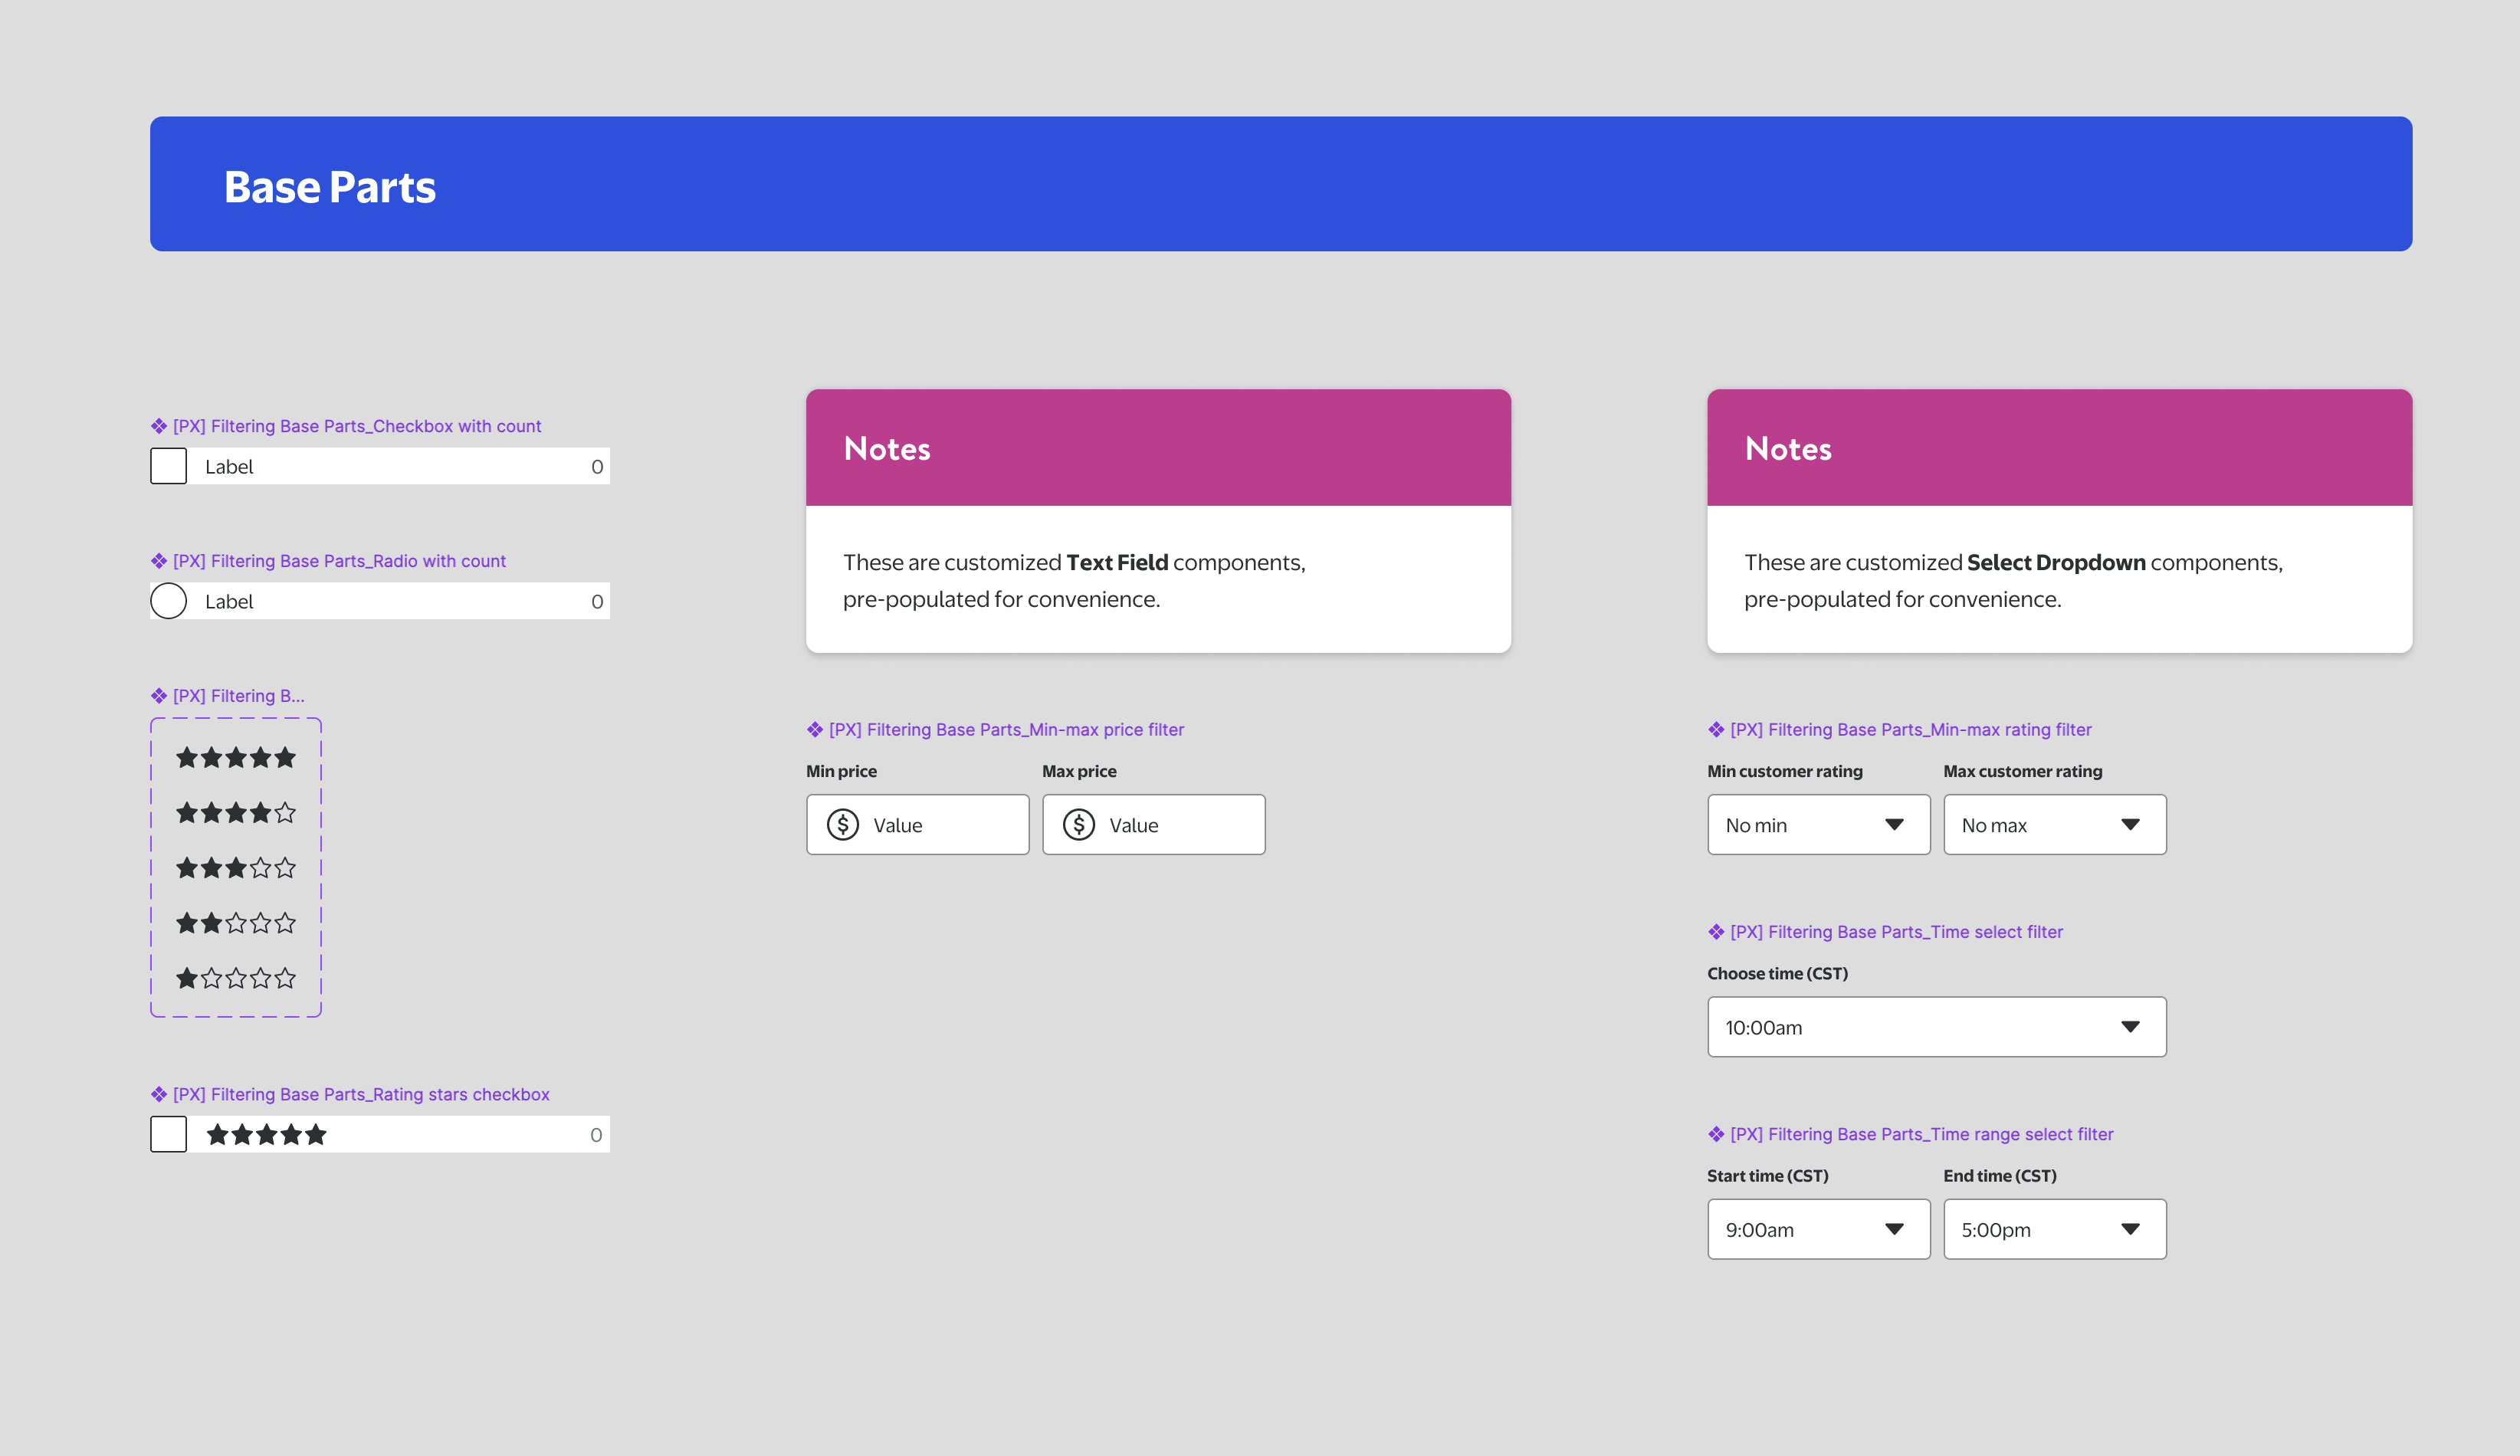 Base Parts
[PX] Filtering Base Parts_Checkbox with count
Label 0
[PX] Filtering Base Parts_Radio with count
Label 0
[PX] Filtering B...
[PX] Filtering Base Parts_Rating stars checkbox
0
Notes
These are customized Text Field components,
pre-populated for convenience.
[PX] Filtering Base Parts_Min-max price filter
Min price Max price
$ Value $ Value
Notes
These are customized Select Dropdown components,
pre-populated for convenience.
[PX] Filtering Base Parts_Min-max rating filter
Min customer rating Max customer rating
No min No max
[PX] Filtering Base Parts_Time select filter
Choose time (CST)
10:00am
[PX] Filtering Base Parts_Time range select filter
Start time (CST) End time (CST)
9:00am 5:00pm